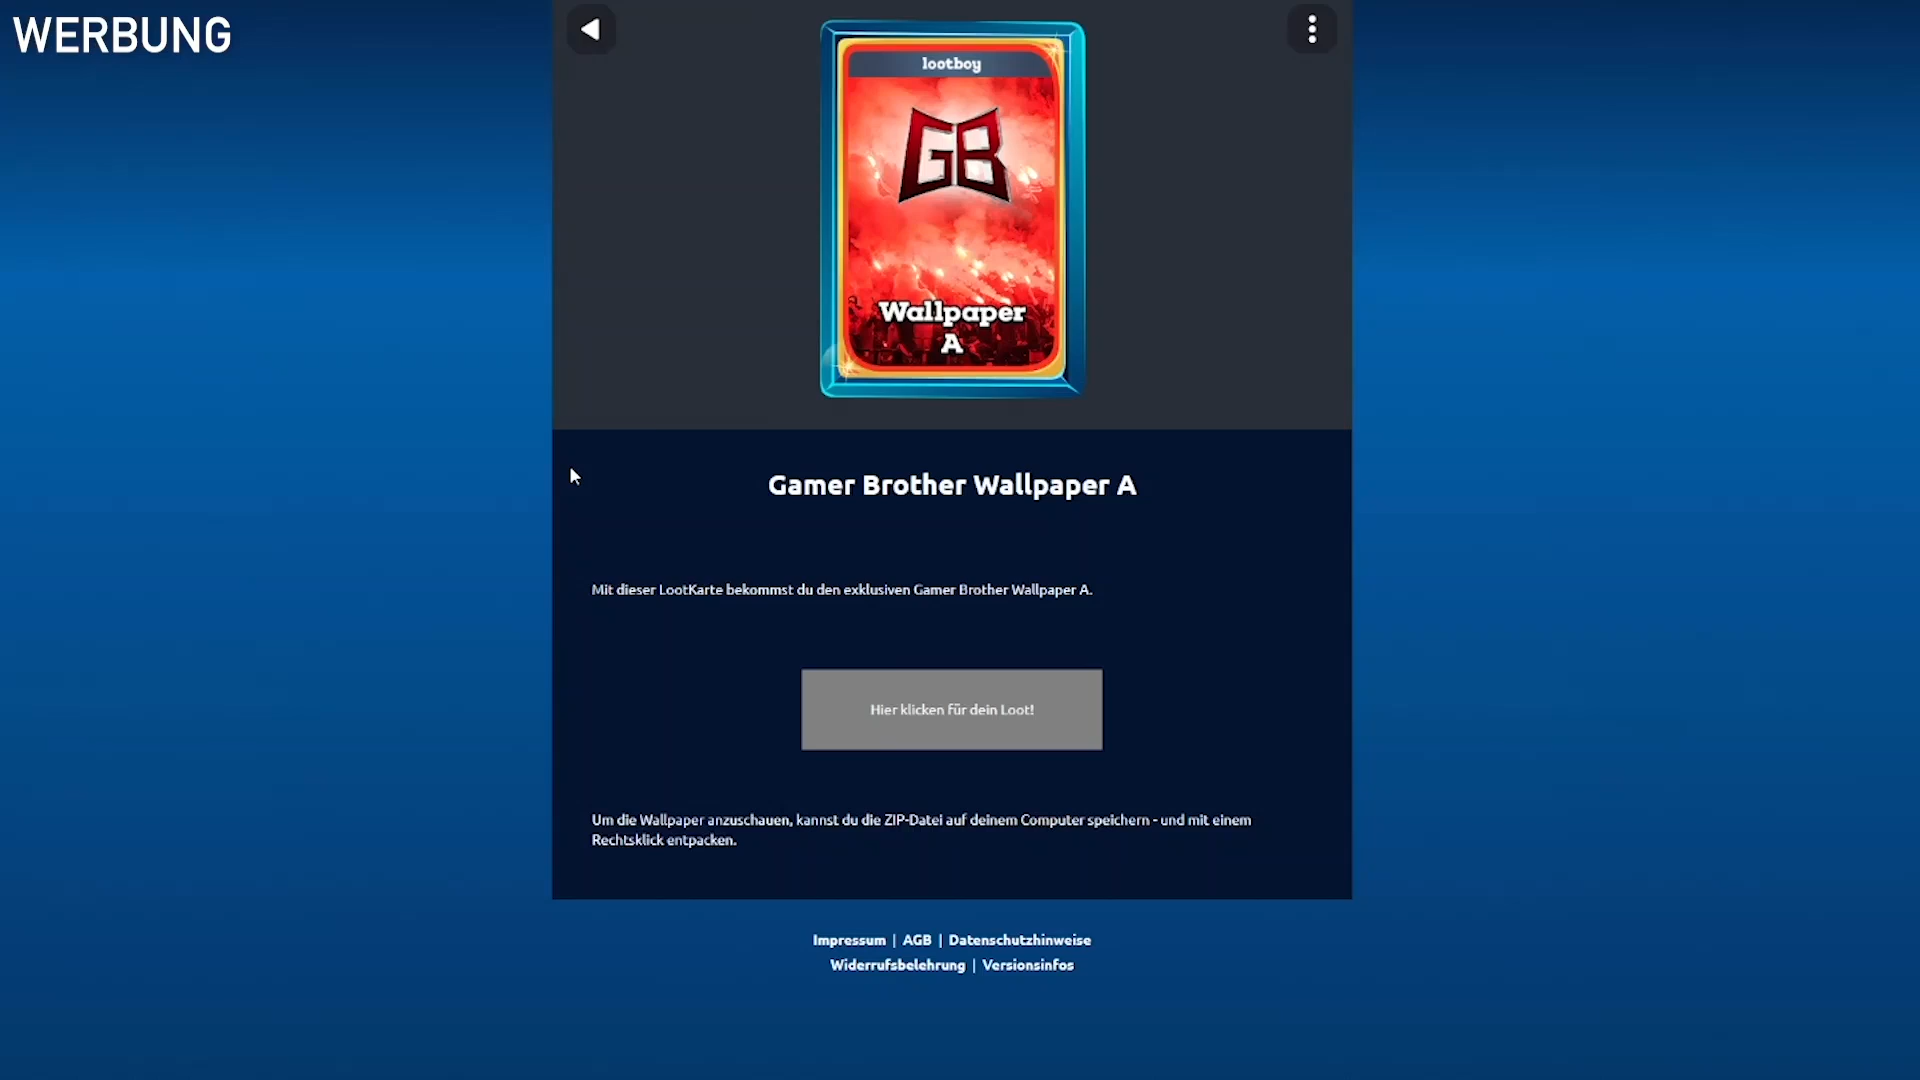 WERBUNG
lootboy
GB
Wallpaper
A
Gamer Brother Wallpaper A
Mit dieser LootKarte bekommst du den exklusiven Gamer Brother Wallpaper A.
Hier klicken für dein Loot!
Um die Wallpaper anzuschauen, kannst du die ZIP-Datei auf deinem Computer speichern - und mit einem
Rechtsklick entpacken.
Impressum | AGB | Datenschutzhinweise
Widerrufsbelehrung | Versionsinfos